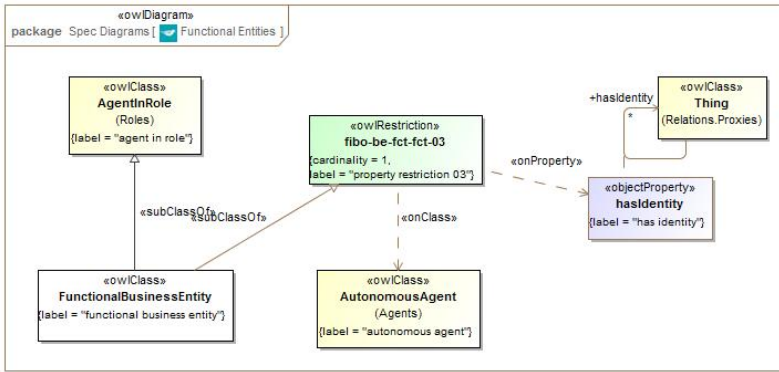 «owlDiagram»
package Spec Diagrams [ Functional Entities ]
«owlClass»
AgentInRole
(Roles)
{label = "agent in role"}
«owlRestriction»
fibo-be-fct-fct-03
{cardinality = 1,
label = "property restriction 03"}
+hasIdentity
*
«owlClass»
Thing
(Relations.Proxies)
«onProperty»
«objectProperty»
hasIdentity
{label = "has identity"}
«subClassOf»
«subClassOf»
«onClass»
«owlClass»
FunctionalBusinessEntity
{label = "functional business entity"}
«owlClass»
AutonomousAgent
(Agents)
{label = "autonomous agent"}